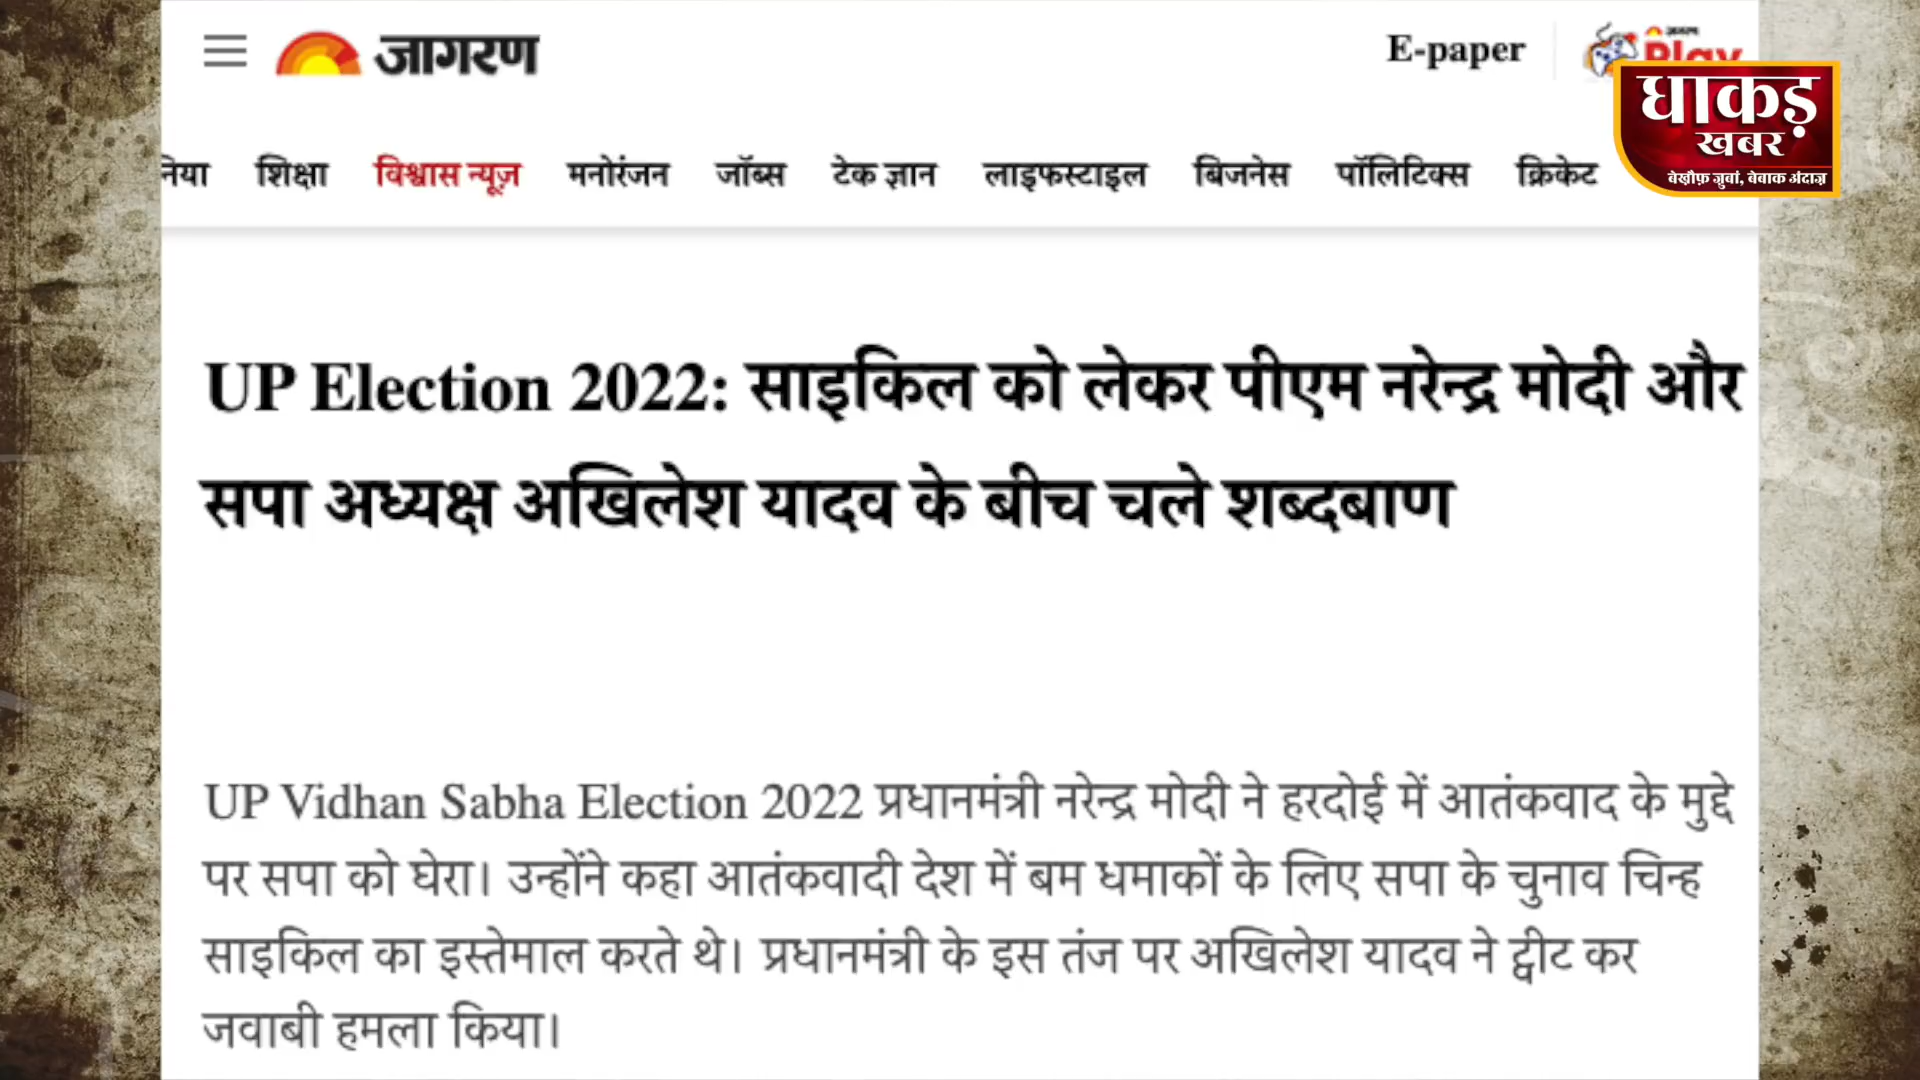 जागरण
E-paper
Play
धाकड़
खबर
बेख़ौफ़ जुबां, बेबाक अंदाज़
शिक्षा विश्वास न्यूज़ मनोरंजन जॉब्स टेक ज्ञान लाइफस्टाइल बिजनेस पॉलिटिक्स क्रिकेट
UP Election 2022: साइकिल को लेकर पीएम नरेन्द्र मोदी और
सपा अध्यक्ष अखिलेश यादव के बीच चले शब्दबाण
UP Vidhan Sabha Election 2022 प्रधानमंत्री नरेन्द्र मोदी ने हरदोई में आतंकवाद के मुद्दे
पर सपा को घेरा। उन्होंने कहा आतंकवादी देश में बम धमाकों के लिए सपा के चुनाव चिन्ह
साइकिल का इस्तेमाल करते थे। प्रधानमंत्री के इस तंज पर अखिलेश यादव ने ट्वीट कर
जवाबी हमला किया।